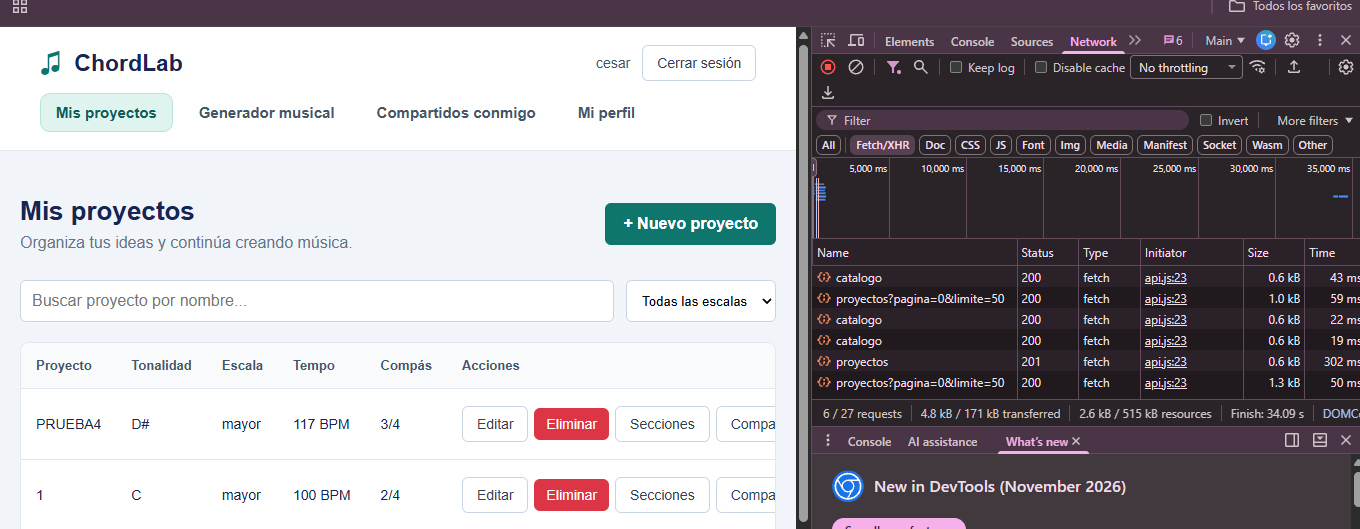 Todos los favoritos
ChordLab
cesar
Cerrar sesión
Mis proyectos
Generador musical
Compartidos conmigo
Mi perfil
Mis proyectos
Organiza tus ideas y continúa creando música.
+ Nuevo proyecto
Buscar proyecto por nombre...
Todas las escalas
Proyecto Tonalidad Escala Tempo Compás Acciones
PRUEBA4 D# mayor 117 BPM 3/4 Editar Eliminar Secciones Compa
1 C mayor 100 BPM 2/4 Editar Eliminar Secciones Compa
Elements Console Sources Network 6 Main
Keep log Disable cache No throttling
Filter Invert More filters
All Fetch/XHR Doc CSS JS Font Img Media Manifest Socket Wasm Other
5,000 ms 10,000 ms 15,000 ms 20,000 ms 25,000 ms 30,000 ms 35,000 ms
Name Status Type Initiator Size Time
catalogo 200 fetch api.js:23 0.6 kB 43 ms
proyectos?pagina=0&limite=50 200 fetch api.js:23 1.0 kB 59 ms
catalogo 200 fetch api.js:23 0.6 kB 22 ms
catalogo 200 fetch api.js:23 0.6 kB 19 ms
proyectos 201 fetch api.js:23 0.6 kB 302 ms
proyectos?pagina=0&limite=50 200 fetch api.js:23 1.3 kB 50 ms
6 / 27 requests 4.8 kB / 171 kB transferred 2.6 kB / 515 kB resources Finish: 34.09 s DOMC
Console AI assistance What's new
New in DevTools (November 2026)